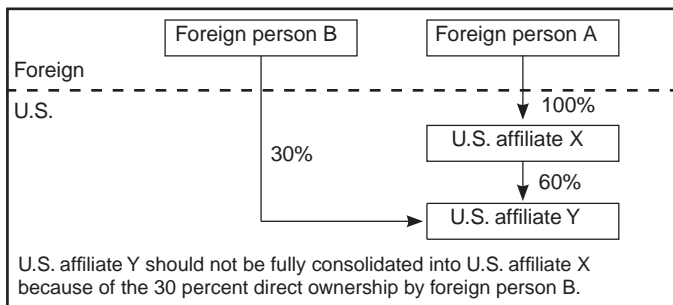 Foreign person B
Foreign person A
Foreign
U.S.
100%
U.S. affiliate X
30%
60%
U.S. affiliate Y
U.S. affiliate Y should not be fully consolidated into U.S. affiliate X
because of the 30 percent direct ownership by foreign person B.